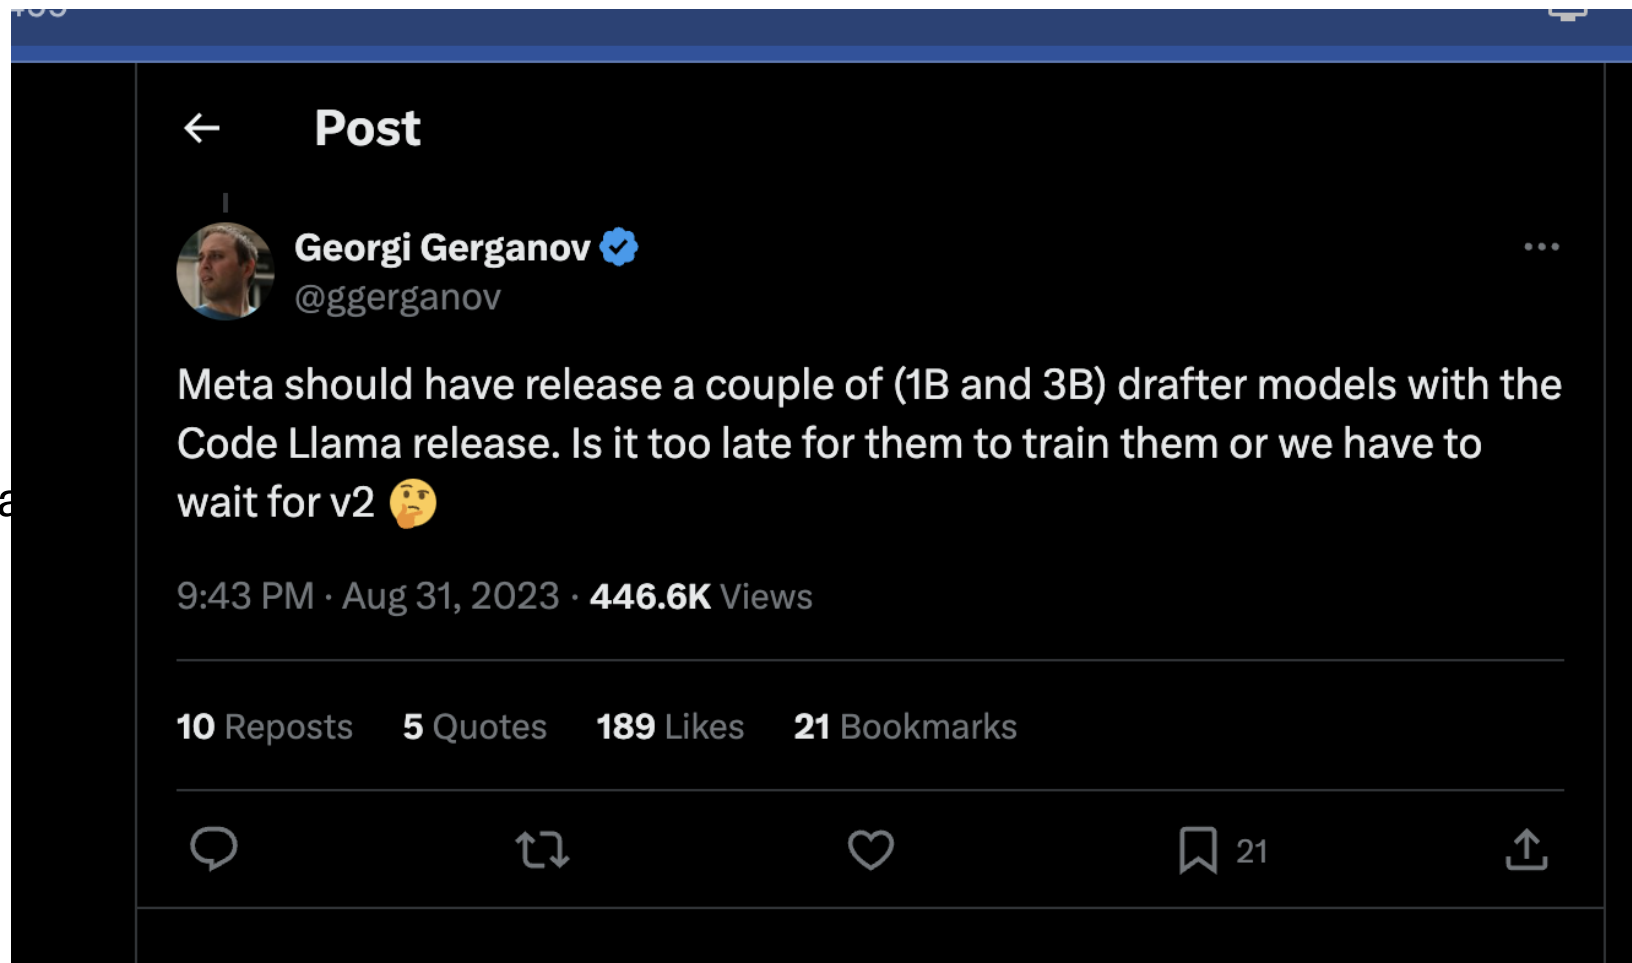 Post
Georgi Gerganov
@ggerganov
Meta should have release a couple of (1B and 3B) drafter models with the
Code Llama release. Is it too late for them to train them or we have to
wait for v2 🤔
9:43 PM · Aug 31, 2023 · 446.6K Views
10 Reposts 5 Quotes 189 Likes 21 Bookmarks
21